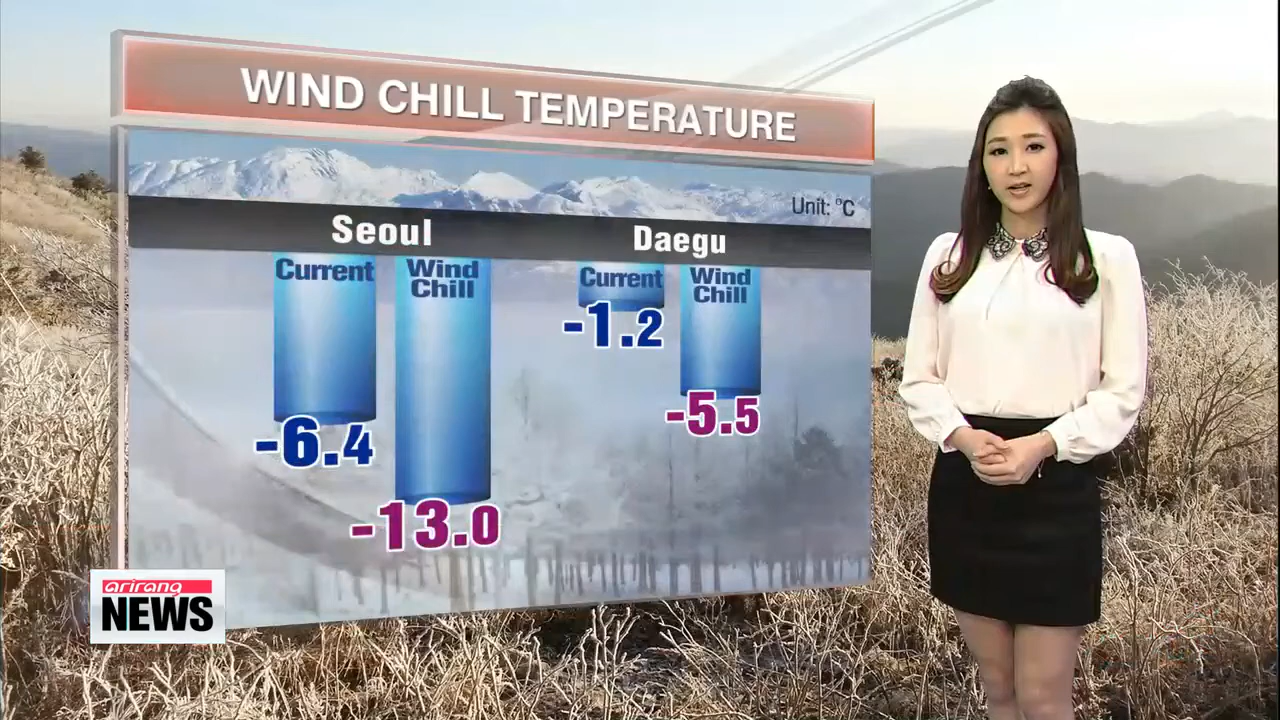 WIND CHILL TEMPERATURE
Unit: ºC
Seoul
Daegu
Current
Wind
Chill
Current
Wind
Chill
-6.4
-13.0
-1.2
-5.5
arirang
NEWS